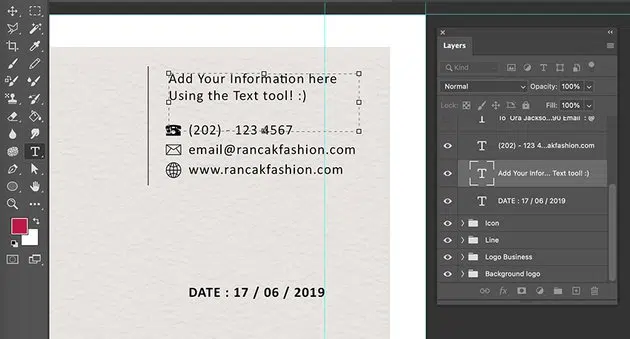 Add Your Information here
Using the Text tool! :)
(202) - 123 4567
email@rancakfashion.com
www.rancakfashion.com
DATE : 17 / 06 / 2019
Layers
Kind
Normal
Opacity: 100%
Lock:
Fill: 100%
To Ora Jackso...90 Email : @
(202) - 123 4...akfashion.com
Add Your Infor... Text tool! :)
DATE : 17 / 06 / 2019
Icon
Line
Logo Business
Background logo